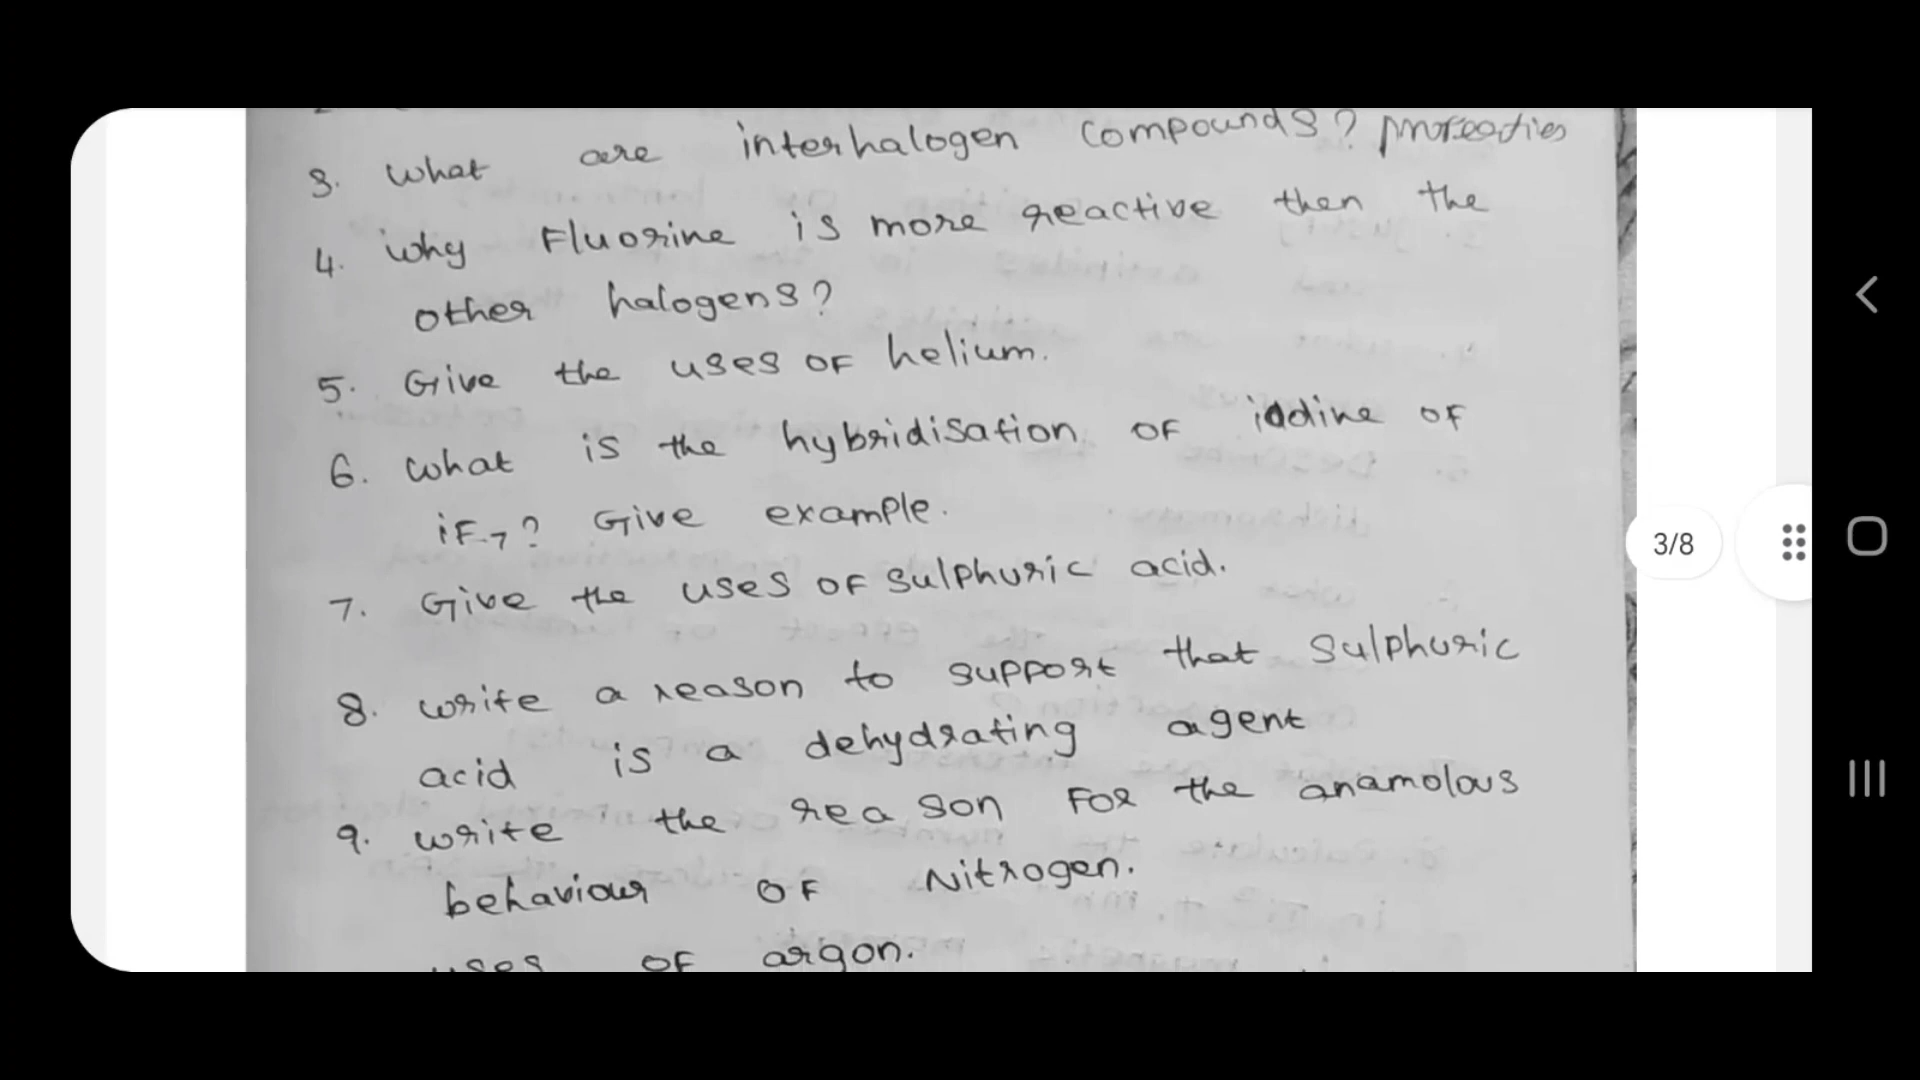 3. What are interhalogen compounds? properties
4. Why Fluorine is more reactive then the
other halogens?
5. Give the uses of helium.
6. what is the hybridisation of iodine of
iF7? Give example.
7. Give the uses of sulphuric acid.
8. write a reason to support that sulphuric
acid is a dehydrating agent
9. write the reason For the anamolous
behaviour of Nitrogen.
uses of argon.
3/8